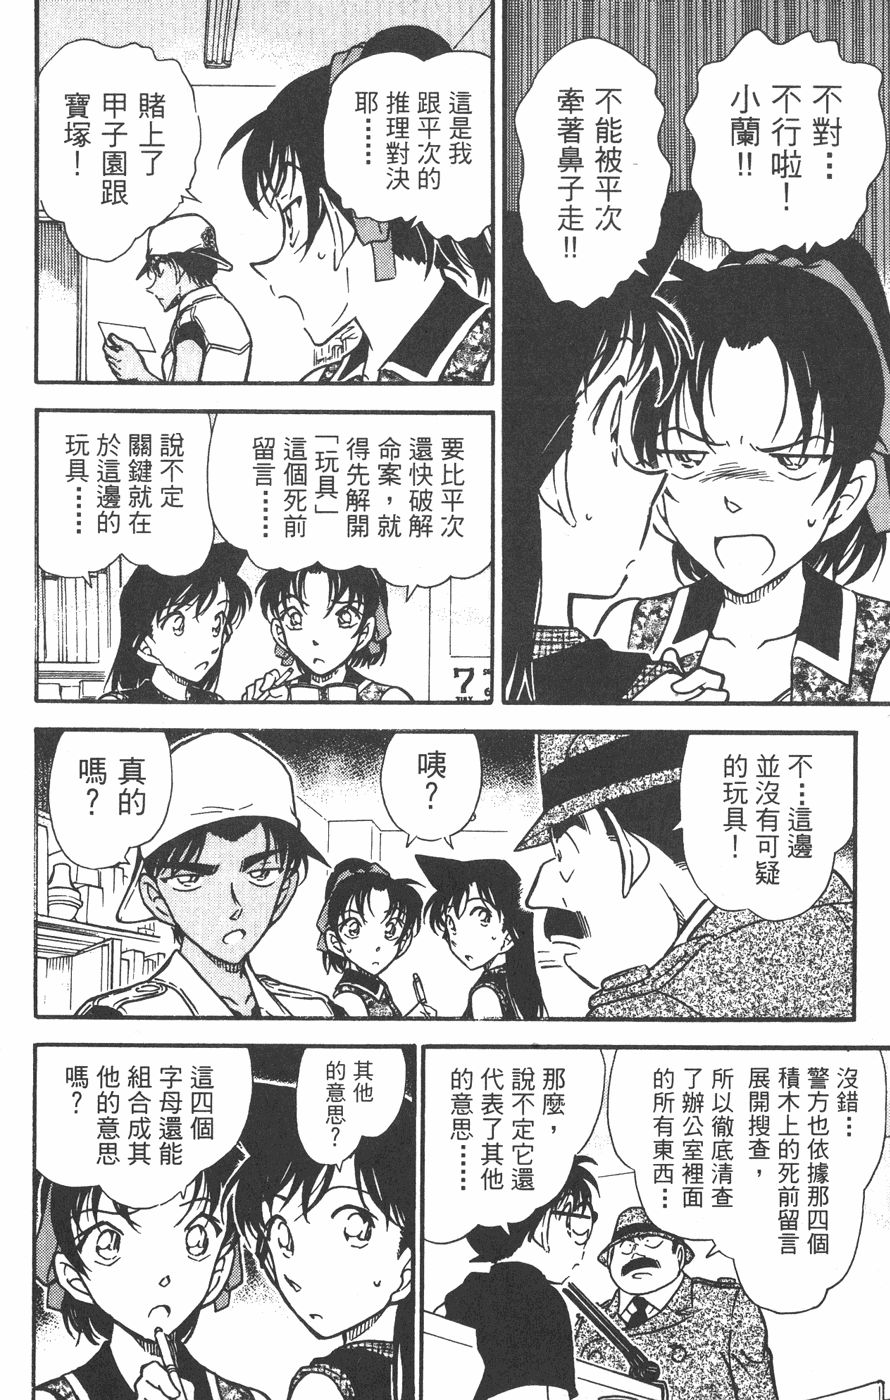 不對…
不行啦！
小蘭!!
不能被平次
牽著鼻子走!!
這是我
跟平次的
推理對決
耶……
賭上了
甲子園跟
寶塚！
要比平次
還快破解
命案，就
得先解開
「玩具」
這個死前
留言……
說不定
關鍵就在
於這邊的
玩具……
7
不…這邊
並沒有可疑
的玩具！
咦？
真的
嗎？
沒錯…
警方也依據那四個
積木上的死前留言
展開搜查，
所以徹底清查
了辦公室裡面
的所有東西…
那麼，
說不定它還
代表了其他
的意思……
其他
的意思？
這四個
字母還能
組合成其
他的意思
嗎？